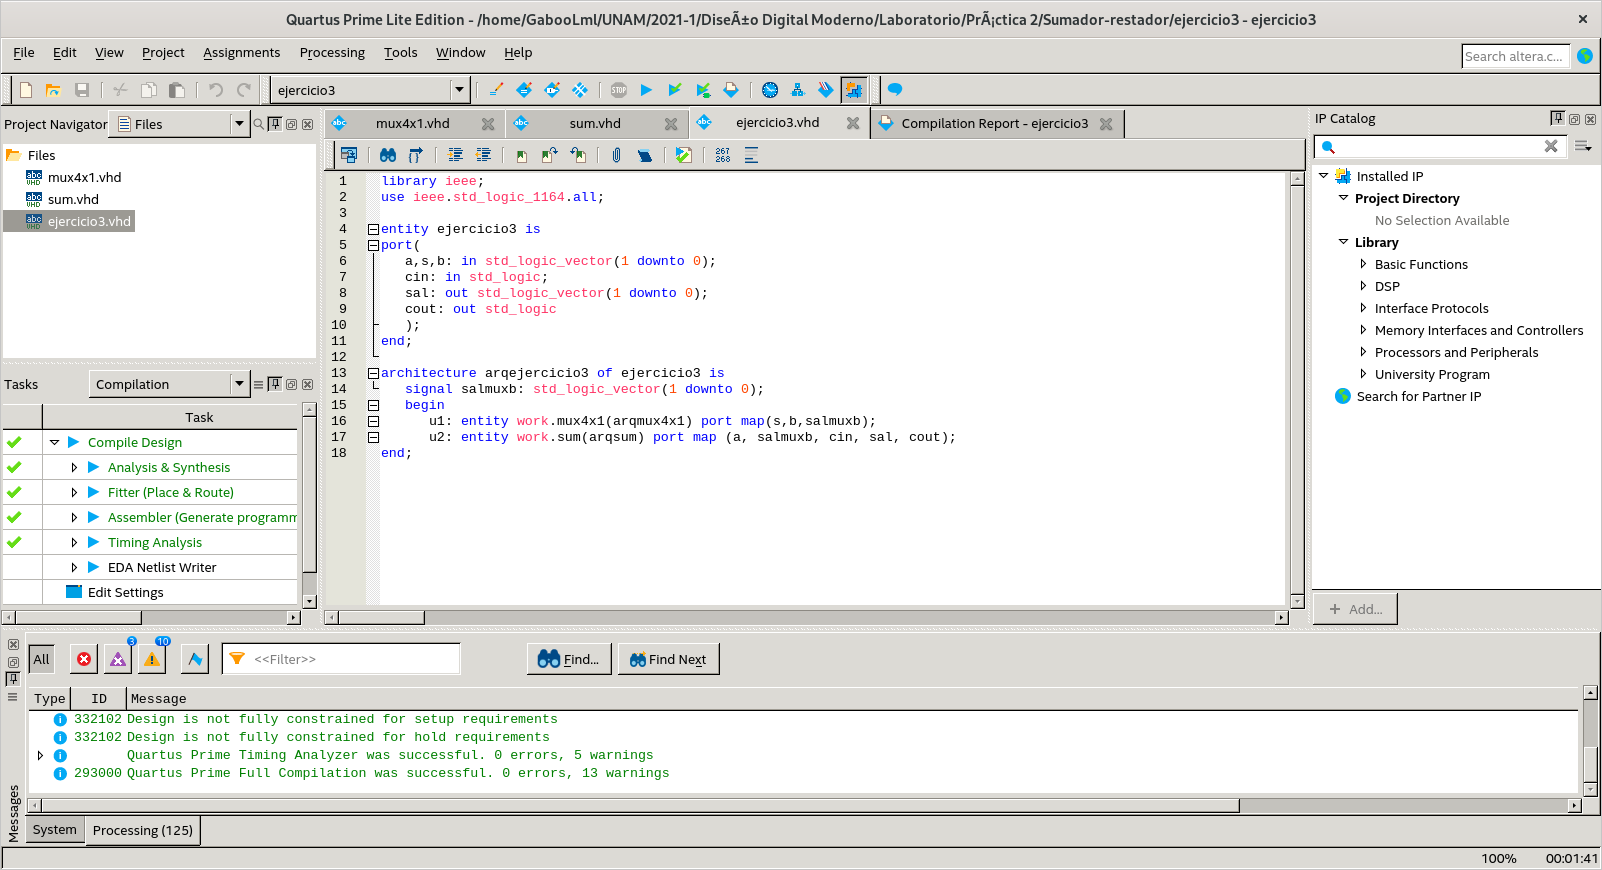 Quartus Prime Lite Edition - /home/GabooLml/UNAM/2021-1/DiseÃ±o Digital Moderno/Laboratorio/PrÃ¡ctica 2/Sumador-restador/ejercicio3 - ejercicio3
File Edit View Project Assignments Processing Tools Window Help
Search altera.c...
ejercicio3
STOP
Project Navigator Files
Files
mux4x1.vhd
sum.vhd
ejercicio3.vhd
Tasks Compilation
Task
Compile Design
Analysis & Synthesis
Fitter (Place & Route)
Assembler (Generate programm
Timing Analysis
EDA Netlist Writer
Edit Settings
mux4x1.vhd sum.vhd ejercicio3.vhd Compilation Report - ejercicio3
267
268
1 library ieee;
2 use ieee.std_logic_1164.all;
3
4 entity ejercicio3 is
5 port(
6 a,s,b: in std_logic_vector(1 downto 0);
7 cin: in std_logic;
8 sal: out std_logic_vector(1 downto 0);
9 cout: out std_logic
10 );
11 end;
12
13 architecture arqejercicio3 of ejercicio3 is
14 signal salmuxb: std_logic_vector(1 downto 0);
15 begin
16 u1: entity work.mux4x1(arqmux4x1) port map(s,b,salmuxb);
17 u2: entity work.sum(arqsum) port map (a, salmuxb, cin, sal, cout);
18 end;
IP Catalog
Installed IP
Project Directory
No Selection Available
Library
Basic Functions
DSP
Interface Protocols
Memory Interfaces and Controllers
Processors and Peripherals
University Program
Search for Partner IP
+ Add...
All 3 10 <<Filter>> Find... Find Next
Type ID Message
332102 Design is not fully constrained for setup requirements
332102 Design is not fully constrained for hold requirements
Quartus Prime Timing Analyzer was successful. 0 errors, 5 warnings
293000 Quartus Prime Full Compilation was successful. 0 errors, 13 warnings
Messages
System Processing (125)
100% 00:01:41